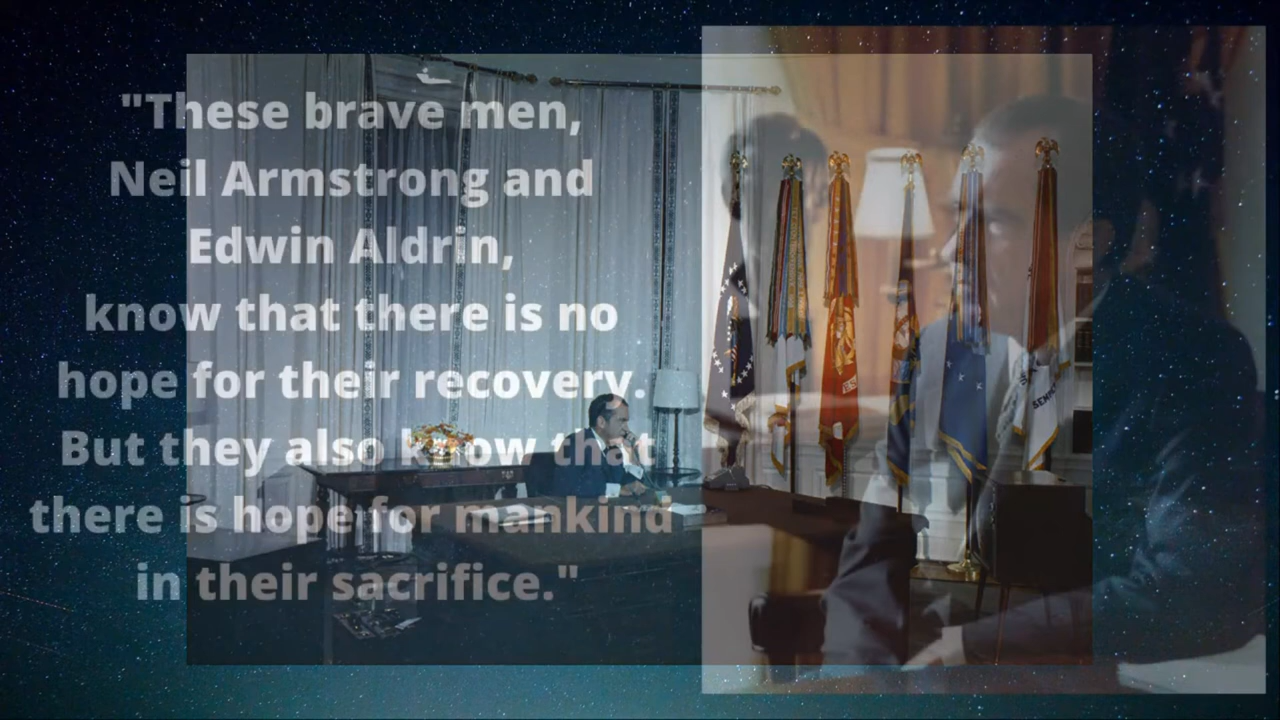 "These brave men,
Neil Armstrong and
Edwin Aldrin,
know that there is no
hope for their recovery.
But they also know that
there is hope for mankind
in their sacrifice."